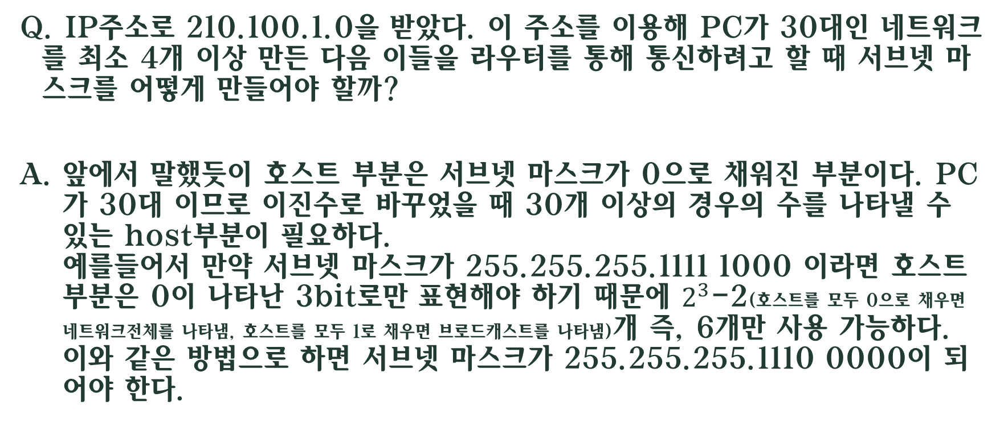 Q. IP주소로 210.100.1.0을 받았다. 이 주소를 이용해 PC가 30대인 네트워크
를 최소 4개 이상 만든 다음 이들을 라우터를 통해 통신하려고 할 때 서브넷 마
스크를 어떻게 만들어야 할까?
A. 앞에서 말했듯이 호스트 부분은 서브넷 마스크가 0으로 채워진 부분이다. PC
가 30대 이므로 이진수로 바꾸었을 때 30개 이상의 경우의 수를 나타낼 수
있는 host부분이 필요하다.
예를들어서 만약 서브넷 마스크가 255.255.255.1111 1000 이라면 호스트
부분은 0이 나타난 3bit로만 표현해야 하기 때문에 2³-2(호스트를 모두 0으로 채우면
네트워크전체를 나타냄, 호스트를 모두 1로 채우면 브로드캐스트를 나타냄)개 즉, 6개만 사용 가능하다.
이와 같은 방법으로 하면 서브넷 마스크가 255.255.255.1110 0000이 되
어야 한다.